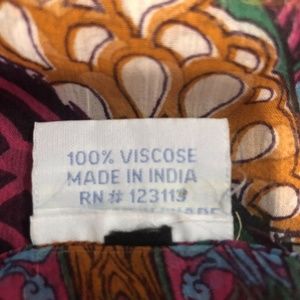 100% VISCOSE
MADE IN INDIA
RN # 123113